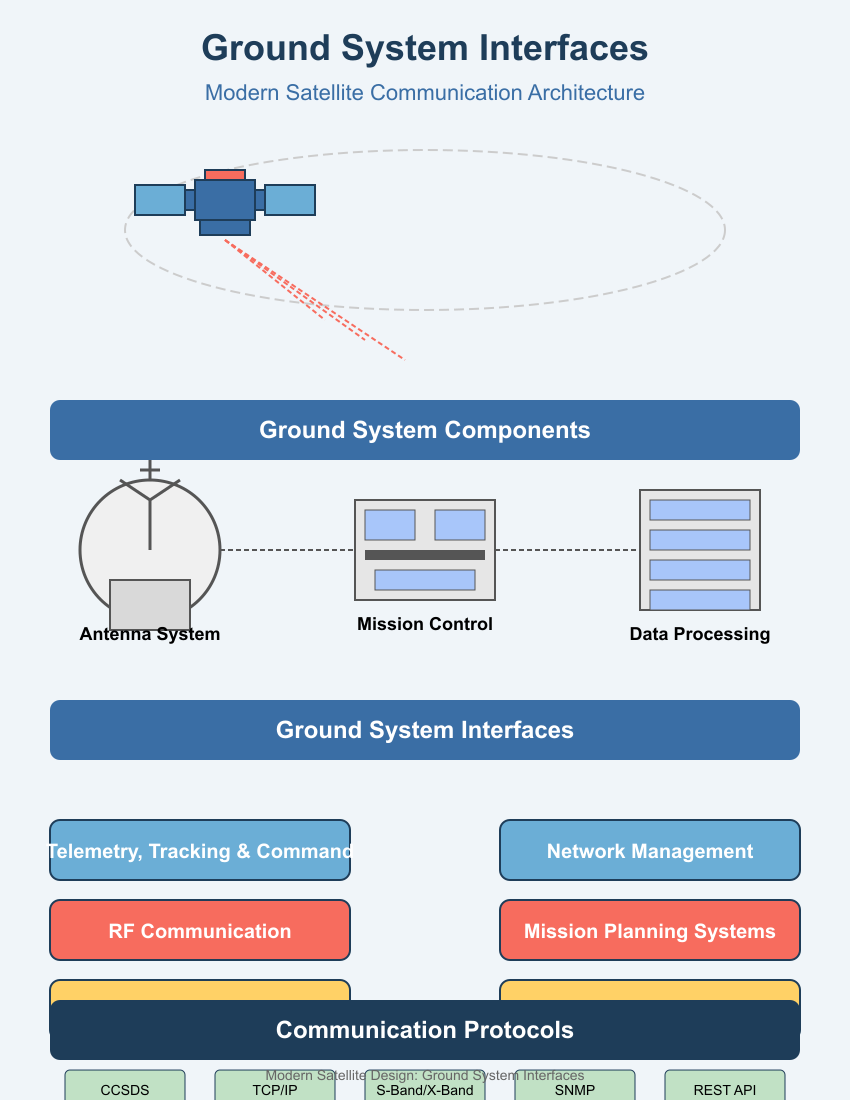 Ground System Interfaces
Modern Satellite Communication Architecture
Ground System Components
Antenna System
Mission Control
Data Processing
Ground System Interfaces
Telemetry, Tracking & Command
Network Management
RF Communication
Mission Planning Systems
Communication Protocols
Modern Satellite Design: Ground System Interfaces
CCSDS
TCP/IP
S-Band/X-Band
SNMP
REST API